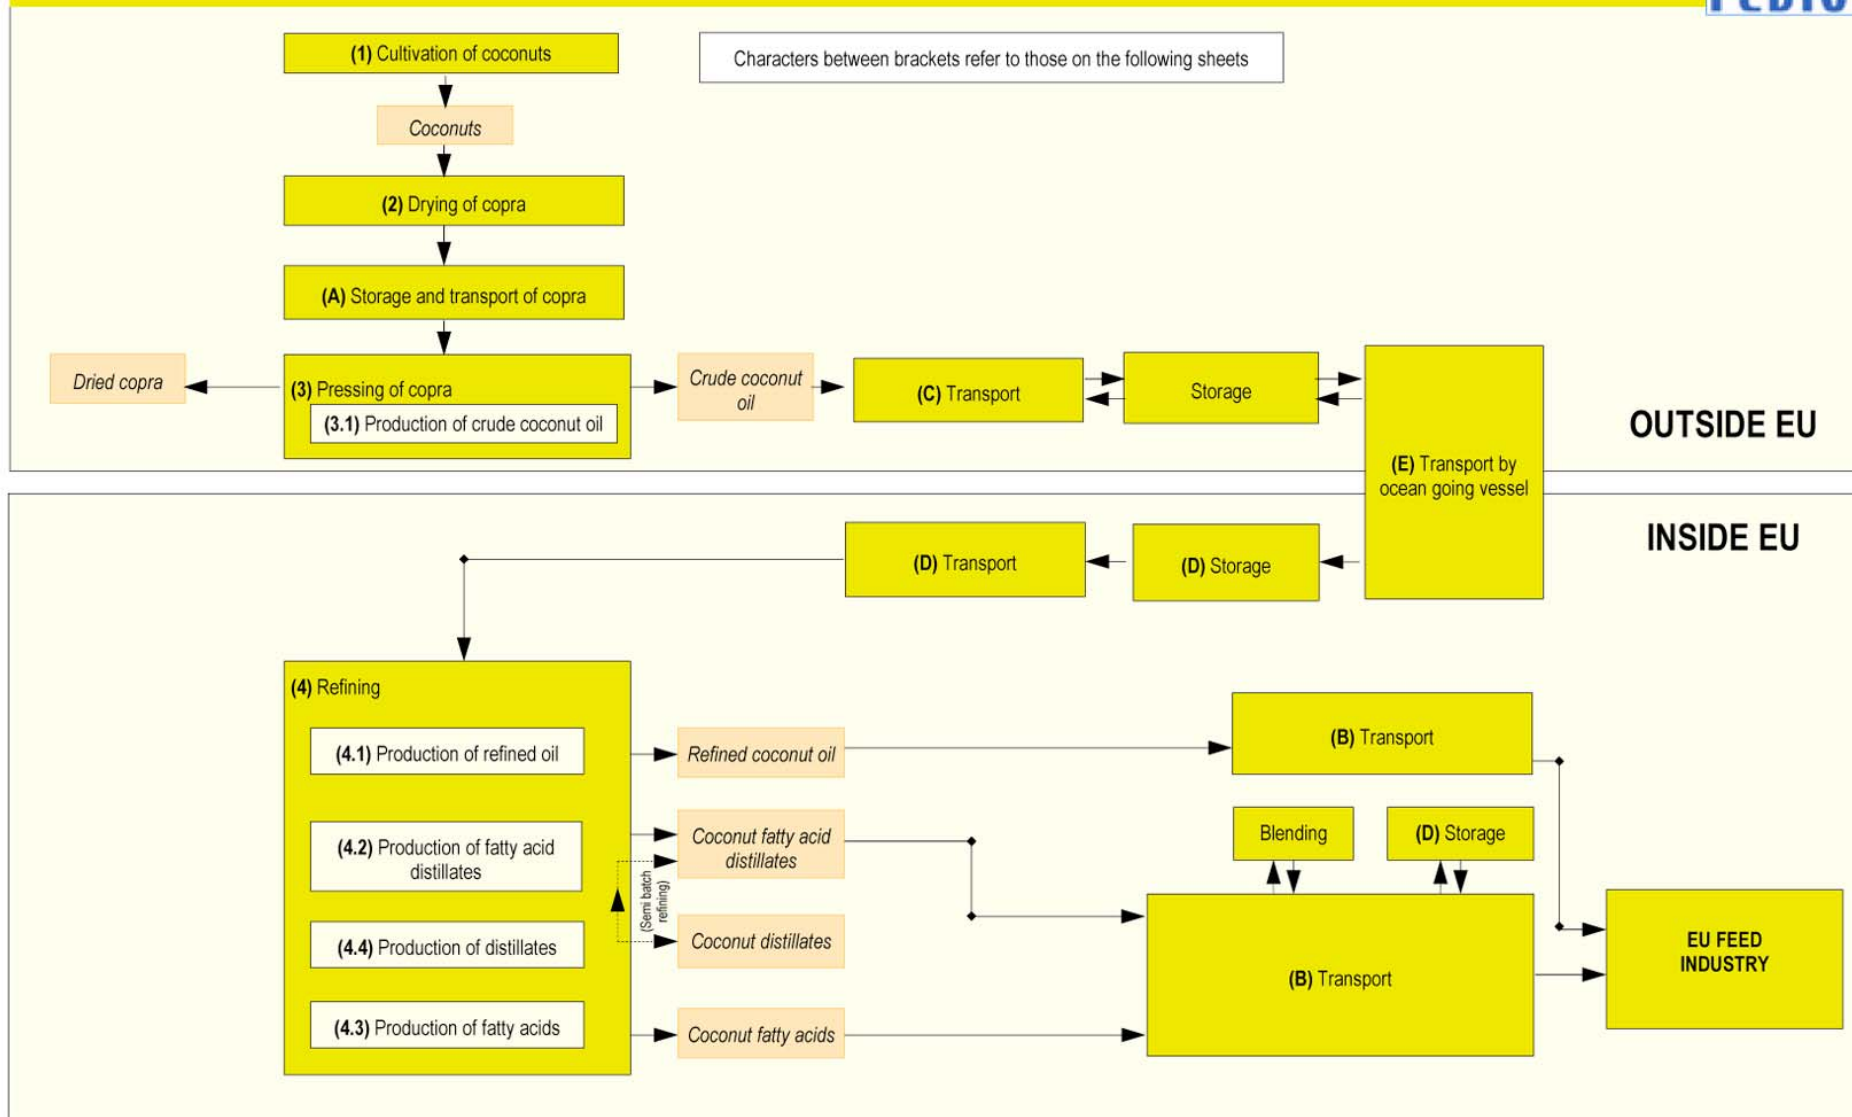 (1) Cultivation of coconuts
Characters between brackets refer to those on the following sheets
Coconuts
(2) Drying of copra
(A) Storage and transport of copra
Dried copra
(3) Pressing of copra
(3.1) Production of crude coconut oil
Crude coconut
oil
(C) Transport
Storage
(E) Transport by
ocean going vessel
OUTSIDE EU
INSIDE EU
(D) Transport
(D) Storage
(4) Refining
(4.1) Production of refined oil
Refined coconut oil
(B) Transport
(4.2) Production of fatty acid
distillates
Coconut fatty acid
distillates
(Semi batch
refining)
Blending
(D) Storage
(4.4) Production of distillates
Coconut distillates
(B) Transport
EU FEED
INDUSTRY
(4.3) Production of fatty acids
Coconut fatty acids